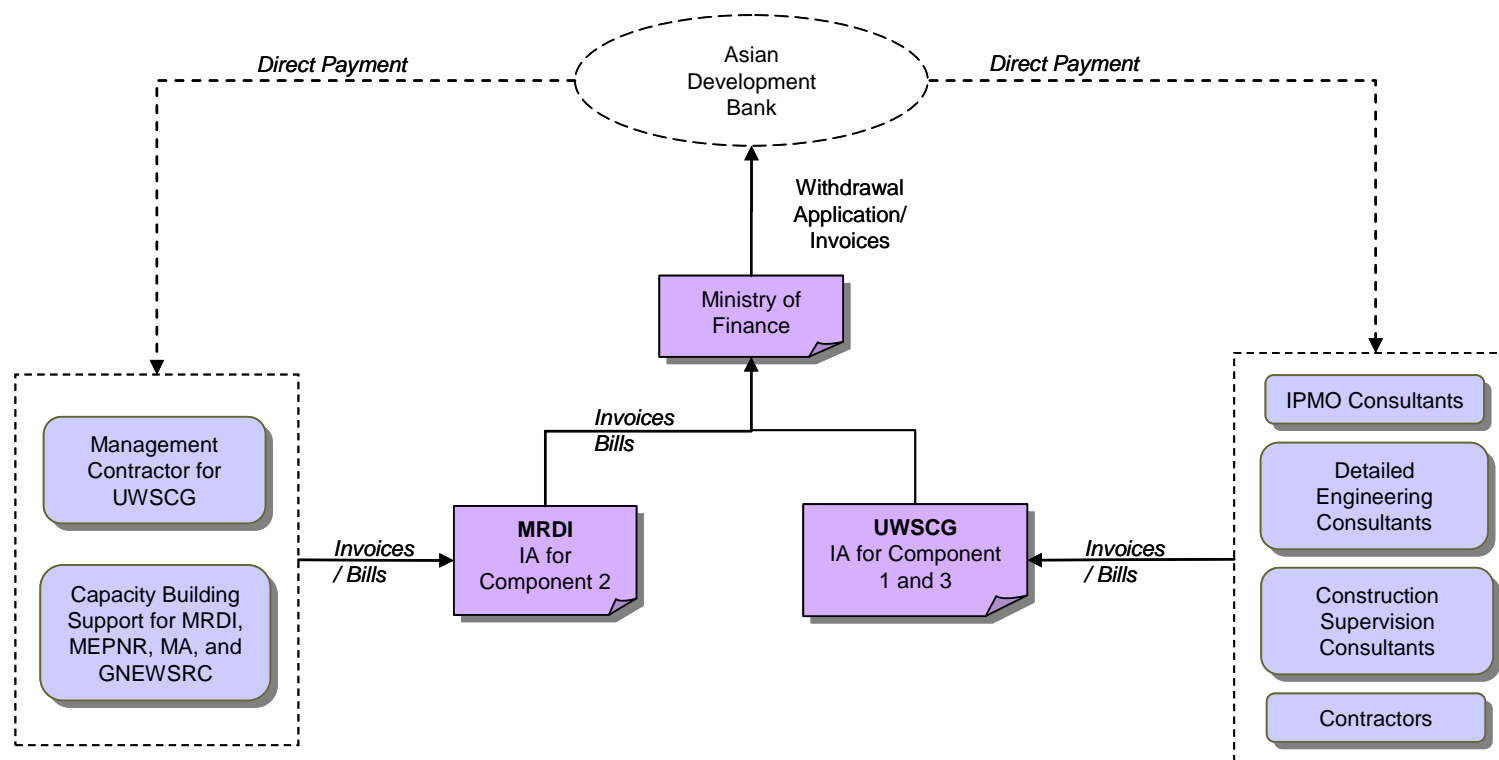 Direct Payment
Asian
Development
Bank
Direct Payment
Withdrawal
Application/
Invoices
Ministry of
Finance
Invoices
Bills
Management
Contractor for
UWSCG
Capacity Building
Support for MRDI,
MEPNR, MA, and
GNEWSRC
Invoices
/ Bills
MRDI
IA for
Component 2
UWSCG
IA for Component
1 and 3
Invoices
/ Bills
IPMO Consultants
Detailed
Engineering
Consultants
Construction
Supervision
Consultants
Contractors